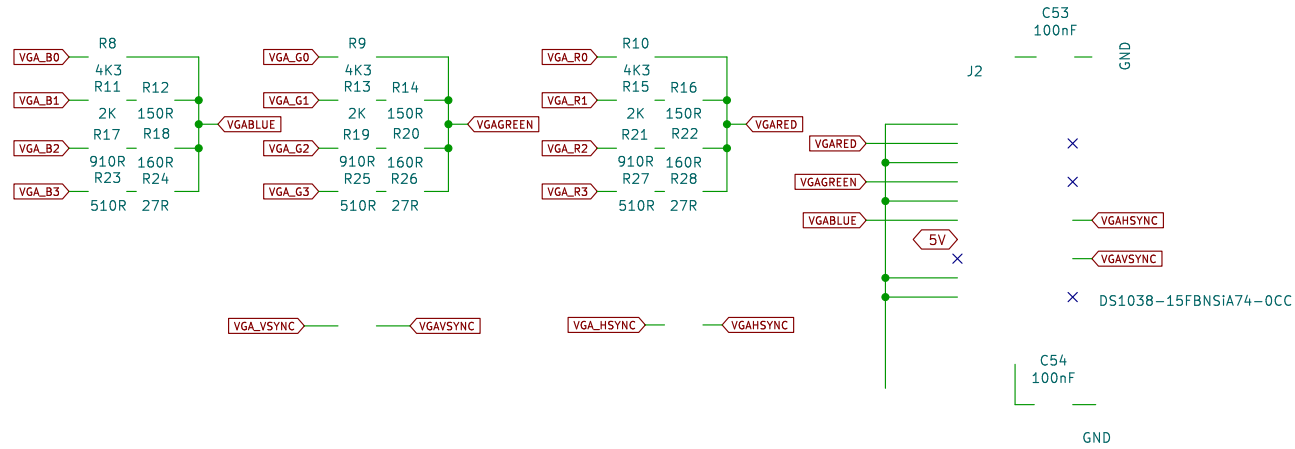 C53
100nF
GND
J2
R8
VGA_B0
4K3
R11
R12
VGA_B1
2K
150R
VGABLUE
R17
R18
VGA_B2
910R
160R
R23
R24
VGA_B3
510R
27R
R9
VGA_G0
4K3
R13
R14
VGA_G1
2K
150R
VGAGREEN
R19
R20
VGA_G2
910R
160R
R25
R26
VGA_G3
510R
27R
R10
VGA_R0
4K3
R15
R16
VGA_R1
2K
150R
VGARED
R21
R22
VGA_R2
910R
160R
R27
R28
VGA_R3
510R
27R
VGARED
VGAGREEN
VGABLUE
5V
VGAHSYNC
VGAVSYNC
DS1038-15FBNSiA74-0CC
VGA_VSYNC
VGAVSYNC
VGA_HSYNC
VGAHSYNC
C54
100nF
GND